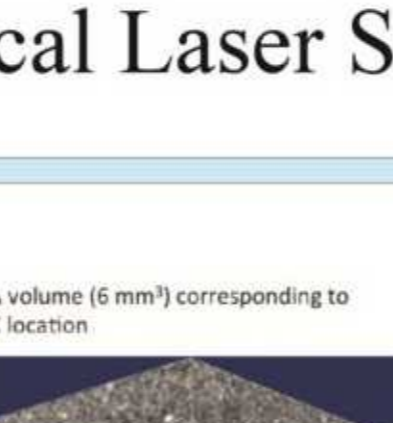 cal Laser S
volume (6 mm³) corresponding to
location